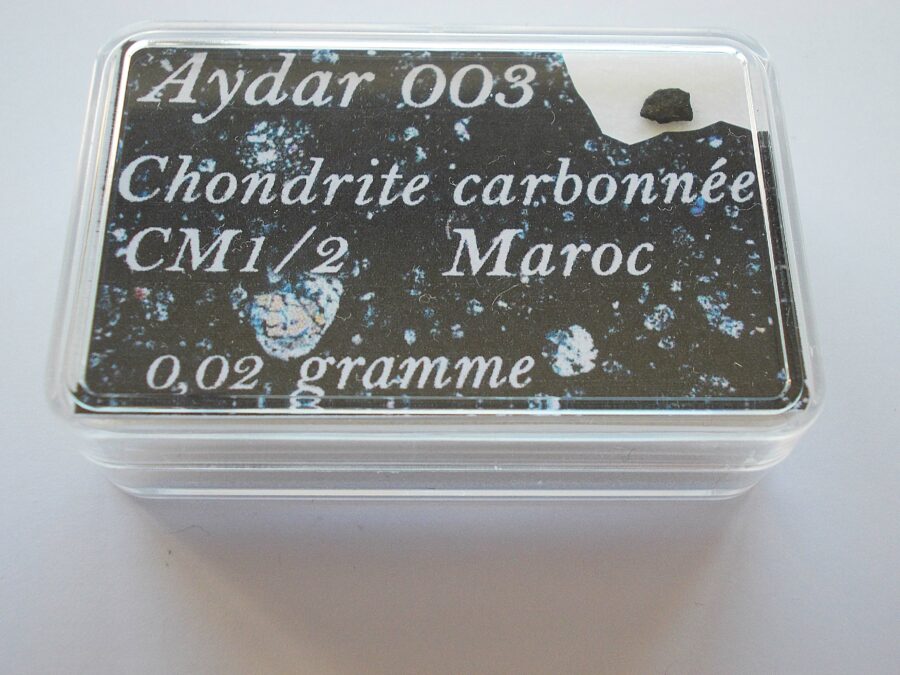 Aydar 003
Chondrite carbonnée
CM1/2 Maroc
0,02 gramme